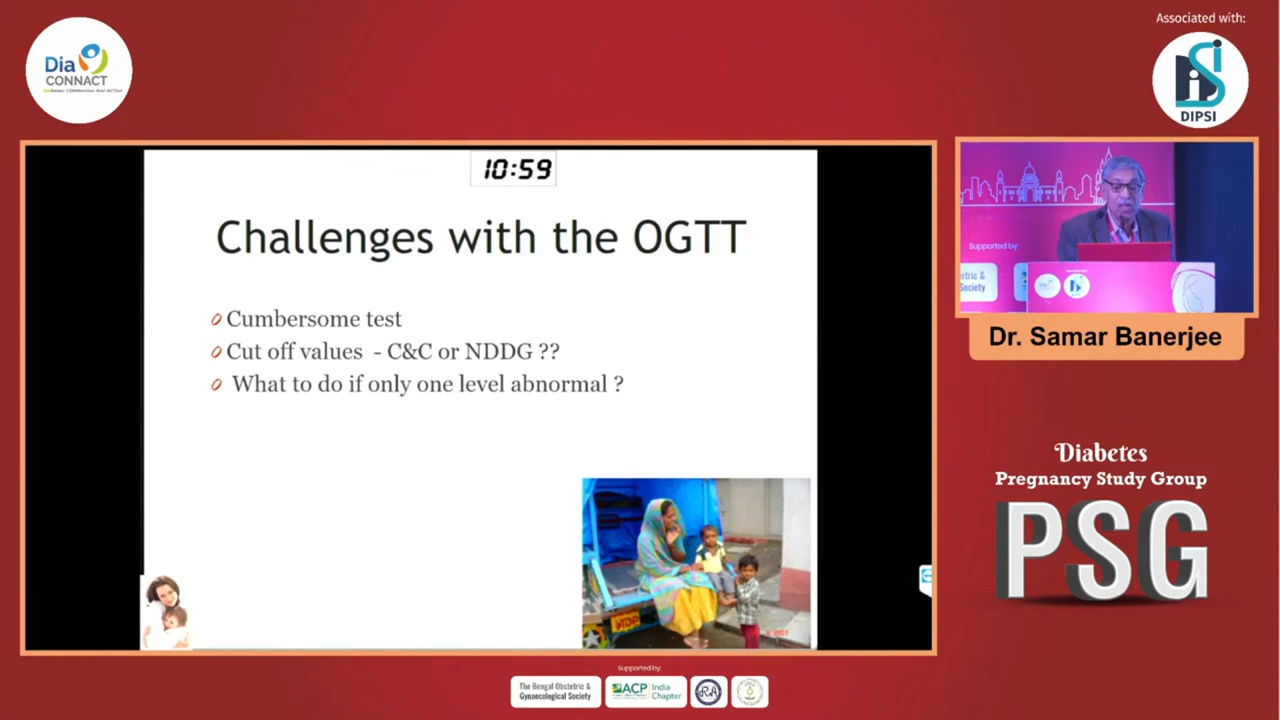 Dia
CONNACT
Associated with:
DIPSI
10:59
Challenges with the OGTT
Cumbersome test
Cut off values - C&C or NDDG ??
What to do if only one level abnormal ?
Supported by:
Dr. Samar Banerjee
Diabetes
Pregnancy Study Group
PSG
Supported by:
The Bengal Obstetric &
Gynaecological Society
ACP
India
Chapter